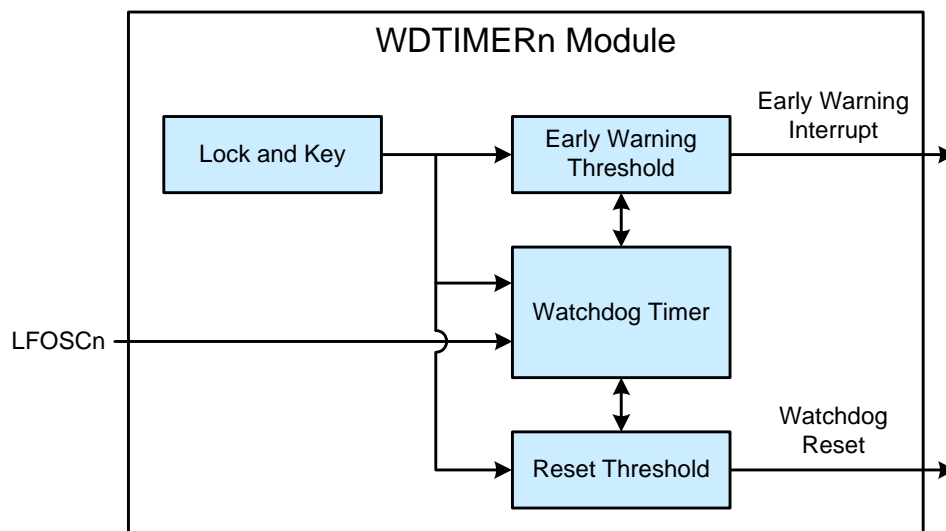 WDTIMERn Module
Early Warning
Interrupt
Lock and Key
Early Warning
Threshold
Watchdog Timer
LFOSCn
Watchdog
Reset
Reset Threshold